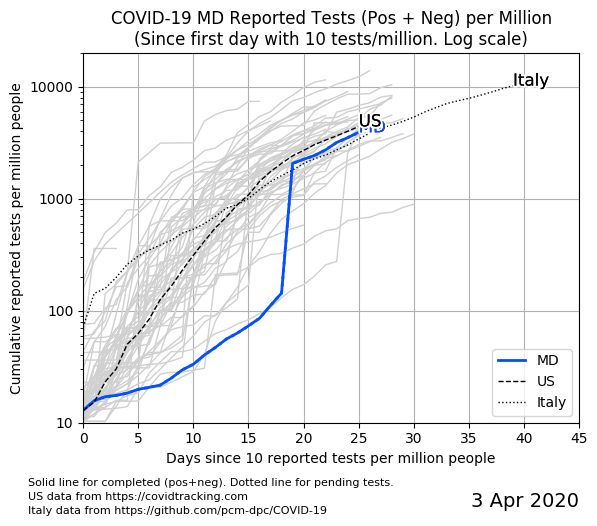 COVID-19 MD Reported Tests (Pos + Neg) per Million
(Since first day with 10 tests/million. Log scale)
Cumulative reported tests per million people
10000
1000
100
10
Italy
US
MD
MD
US
Italy
0 5 10 15 20 25 30 35 40 45
Days since 10 reported tests per million people
Solid line for completed (pos+neg). Dotted line for pending tests.
US data from https://covidtracking.com
Italy data from https://github.com/pcm-dpc/COVID-19
3 Apr 2020